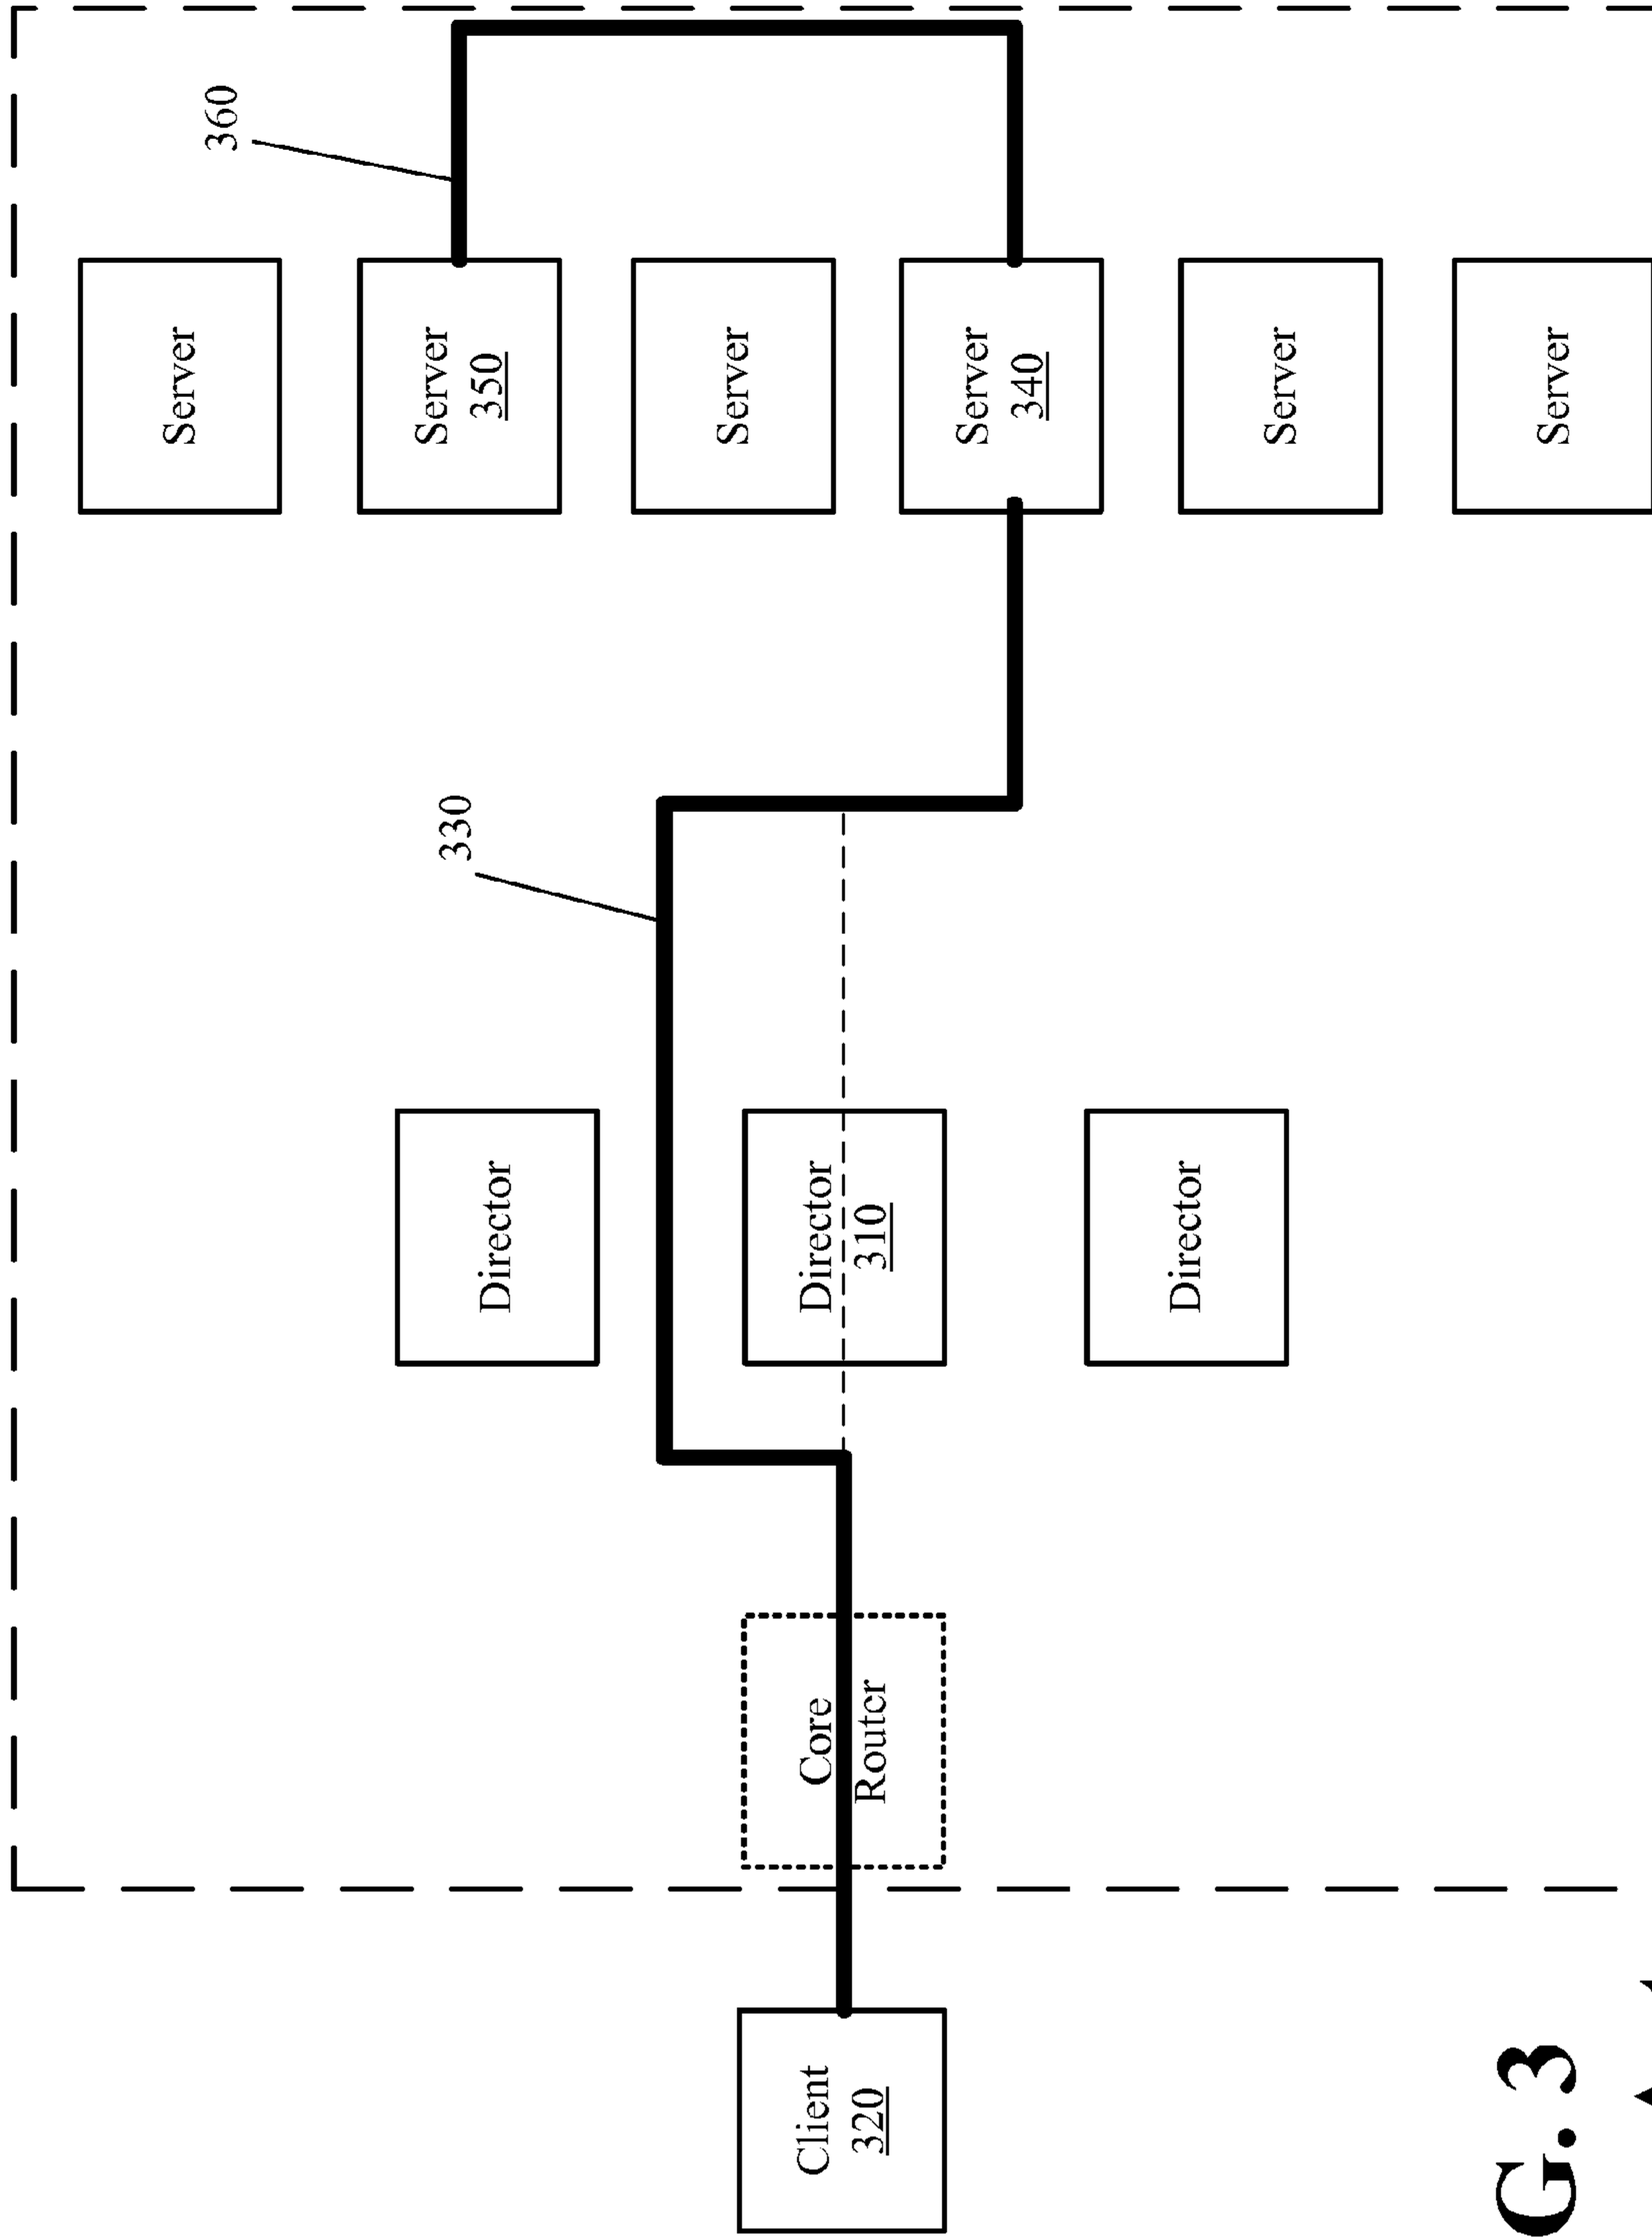 Client
320
Core
Router
Director
Director
310
Director
330
Server
Server
350
Server
Server
340
Server
Server
360
G. 3